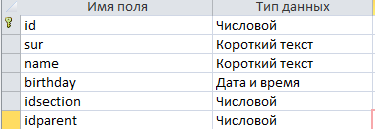 Имя поля Тип данных
id Числовой
sur Короткий текст
name Короткий текст
birthday Дата и время
idsection Числовой
idparent Числовой